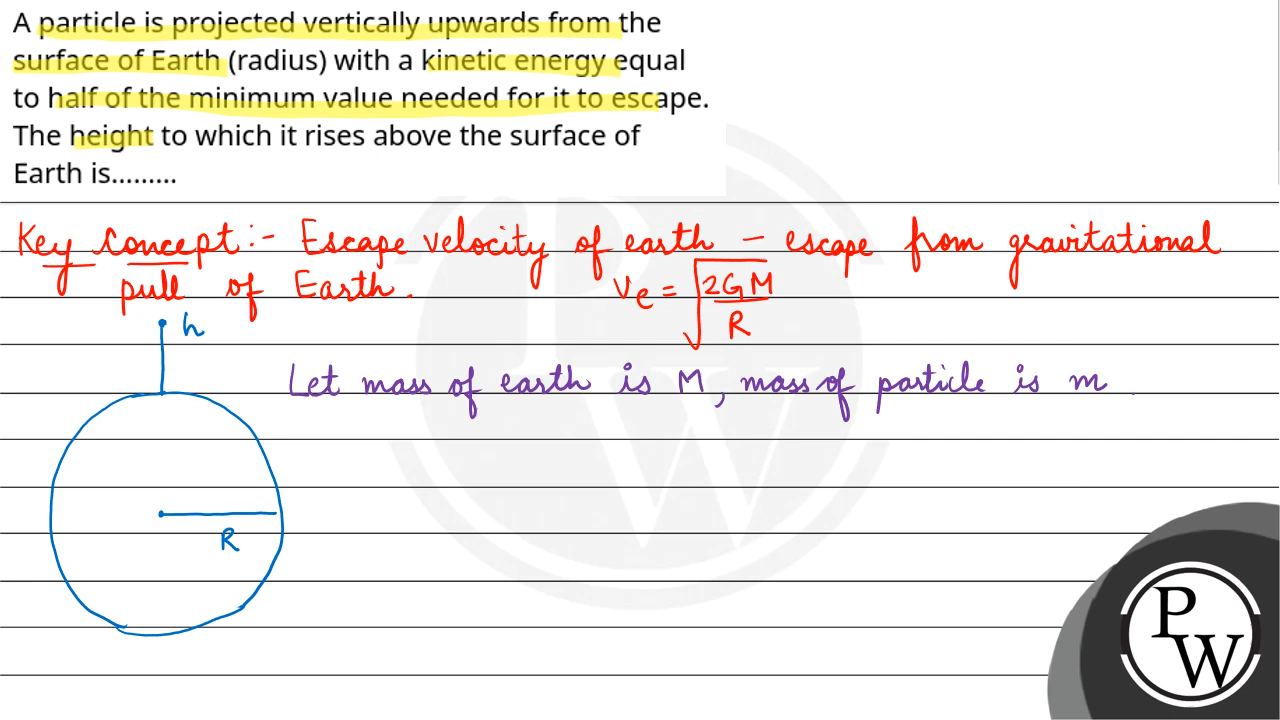 A particle is projected vertically upwards from the
surface of Earth (radius) with a kinetic energy equal
to half of the minimum value needed for it to escape.
The height to which it rises above the surface of
Earth is.........
Key concept :- Escape velocity of earth - escape from gravitational
pull of Earth. Ve = √(2GM/R)
h
Let mass of earth is M, mass of particle is m.
R
P
W